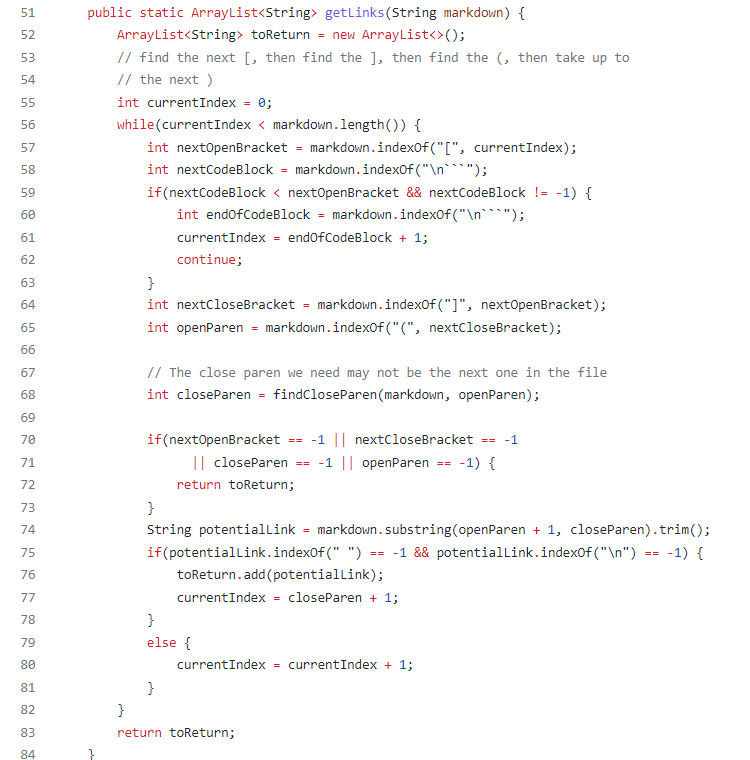 51 public static ArrayList<String> getLinks(String markdown) {
52 ArrayList<String> toReturn = new ArrayList<>();
53 // find the next [, then find the ], then find the (, then take up to
54 // the next )
55 int currentIndex = 0;
56 while(currentIndex < markdown.length()) {
57 int nextOpenBracket = markdown.indexOf("[", currentIndex);
58 int nextCodeBlock = markdown.indexOf("\n```");
59 if(nextCodeBlock < nextOpenBracket && nextCodeBlock != -1) {
60 int endOfCodeBlock = markdown.indexOf("\n```");
61 currentIndex = endOfCodeBlock + 1;
62 continue;
63 }
64 int nextCloseBracket = markdown.indexOf("]", nextOpenBracket);
65 int openParen = markdown.indexOf("(", nextCloseBracket);
66
67 // The close paren we need may not be the next one in the file
68 int closeParen = findCloseParen(markdown, openParen);
69
70 if(nextOpenBracket == -1 || nextCloseBracket == -1
71 || closeParen == -1 || openParen == -1) {
72 return toReturn;
73 }
74 String potentialLink = markdown.substring(openParen + 1, closeParen).trim();
75 if(potentialLink.indexOf(" ") == -1 && potentialLink.indexOf("\n") == -1) {
76 toReturn.add(potentialLink);
77 currentIndex = closeParen + 1;
78 }
79 else {
80 currentIndex = currentIndex + 1;
81 }
82 }
83 return toReturn;
84 }